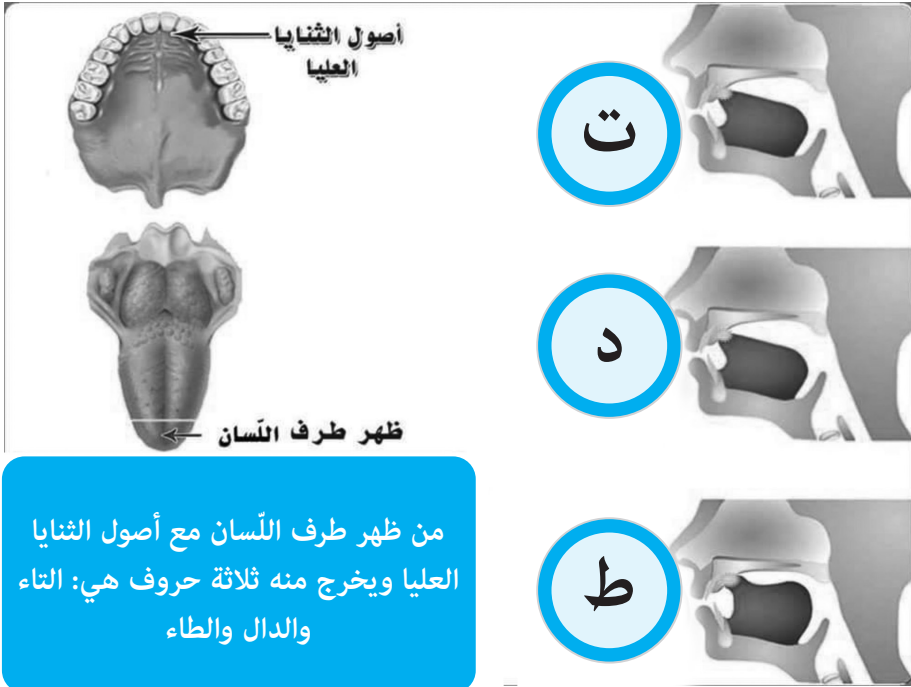 أصول الثنايا
العليا
ت
د
ظهر طرف اللّسان
من ظهر طرف اللّسان مع أصول الثنايا
العليا ويخرج منه ثلاثة حروف هي: التاء
والدال والطاء
ط